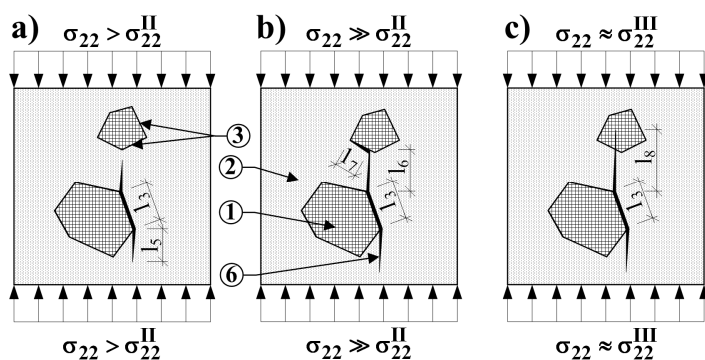 a) σ₂₂ > σ₂₂ᴵᴵ
b) σ₂₂ ≫ σ₂₂ᴵᴵ
c) σ₂₂ ≈ σ₂₂ᴵᴵᴵ
3
2
1
6
l₃
l₅
l₇
l₆
l₃
l₈
l₃
σ₂₂ > σ₂₂ᴵᴵ
σ₂₂ ≫ σ₂₂ᴵᴵ
σ₂₂ ≈ σ₂₂ᴵᴵᴵ